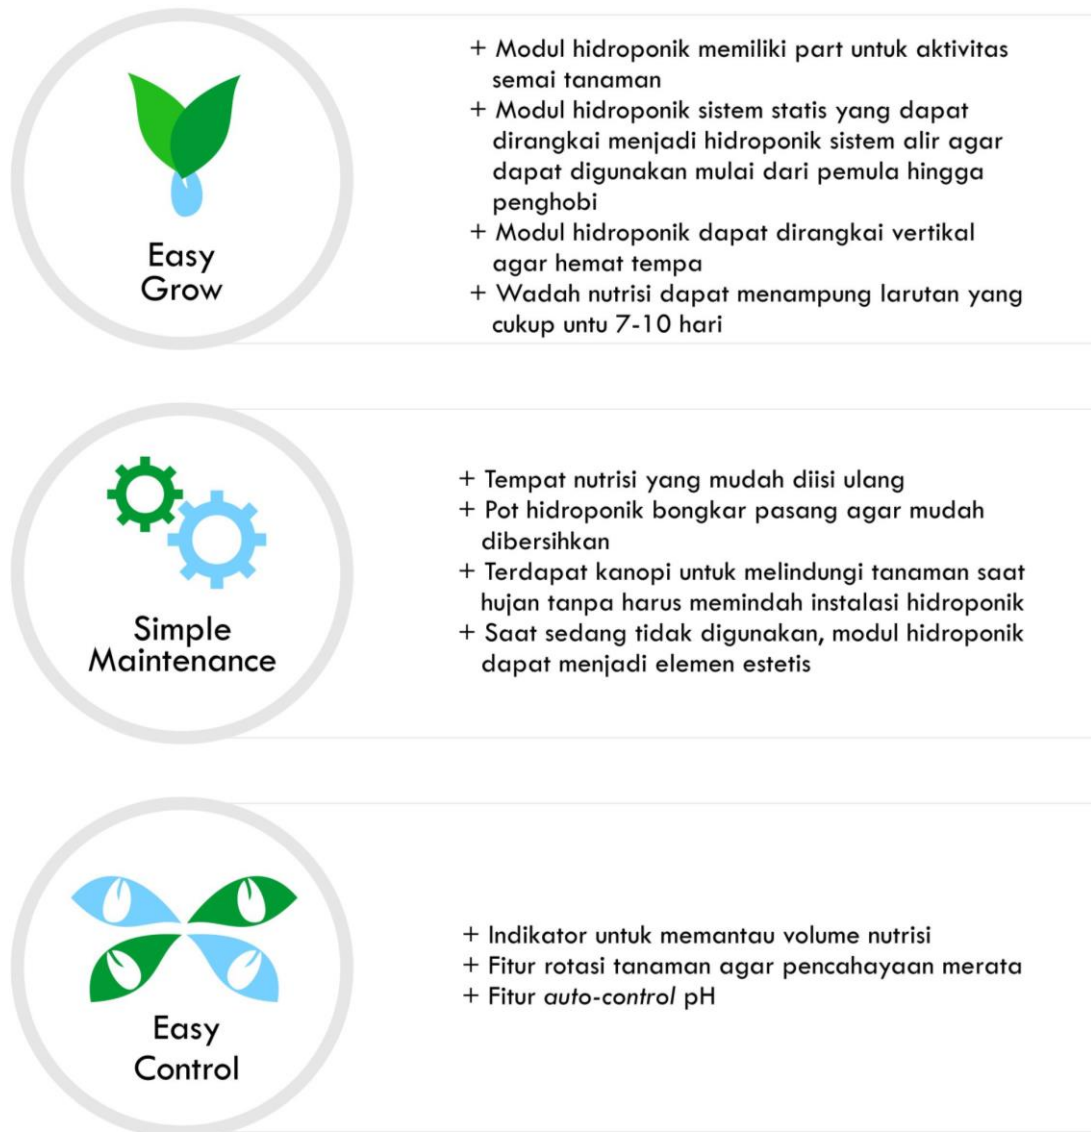 Easy
Grow
+ Modul hidroponik memiliki part untuk aktivitas
semai tanaman
+ Modul hidroponik sistem statis yang dapat
dirangkai menjadi hidroponik sistem alir agar
dapat digunakan mulai dari pemula hingga
penghobi
+ Modul hidroponik dapat dirangkai vertikal
agar hemat tempa
+ Wadah nutrisi dapat menampung larutan yang
cukup untu 7-10 hari
Simple
Maintenance
+ Tempat nutrisi yang mudah diisi ulang
+ Pot hidroponik bongkar pasang agar mudah
dibersihkan
+ Terdapat kanopi untuk melindungi tanaman saat
hujan tanpa harus memindah instalasi hidroponik
+ Saat sedang tidak digunakan, modul hidroponik
dapat menjadi elemen estetis
Easy
Control
+ Indikator untuk memantau volume nutrisi
+ Fitur rotasi tanaman agar pencahayaan merata
+ Fitur auto-control pH